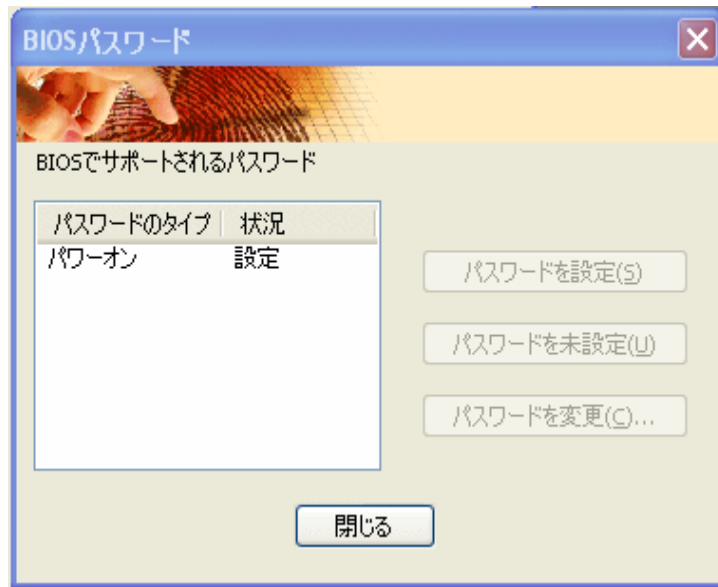 BIOSパスワード
BIOSでサポートされるパスワード
パスワードのタイプ 状況
パワーオン 設定
パスワードを設定(S)
パスワードを未設定(U)
パスワードを変更(C)...
閉じる